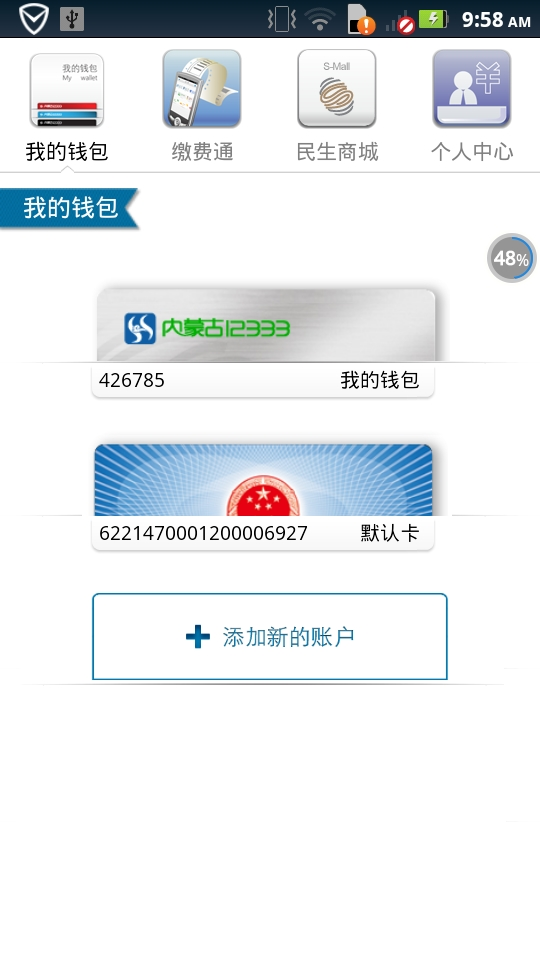 9:58 AM
我的钱包
My wallet
S-Mall
我的钱包
缴费通
民生商城
个人中心
我的钱包
48%
内蒙古12333
426785
我的钱包
6221470001200006927
默认卡
添加新的账户